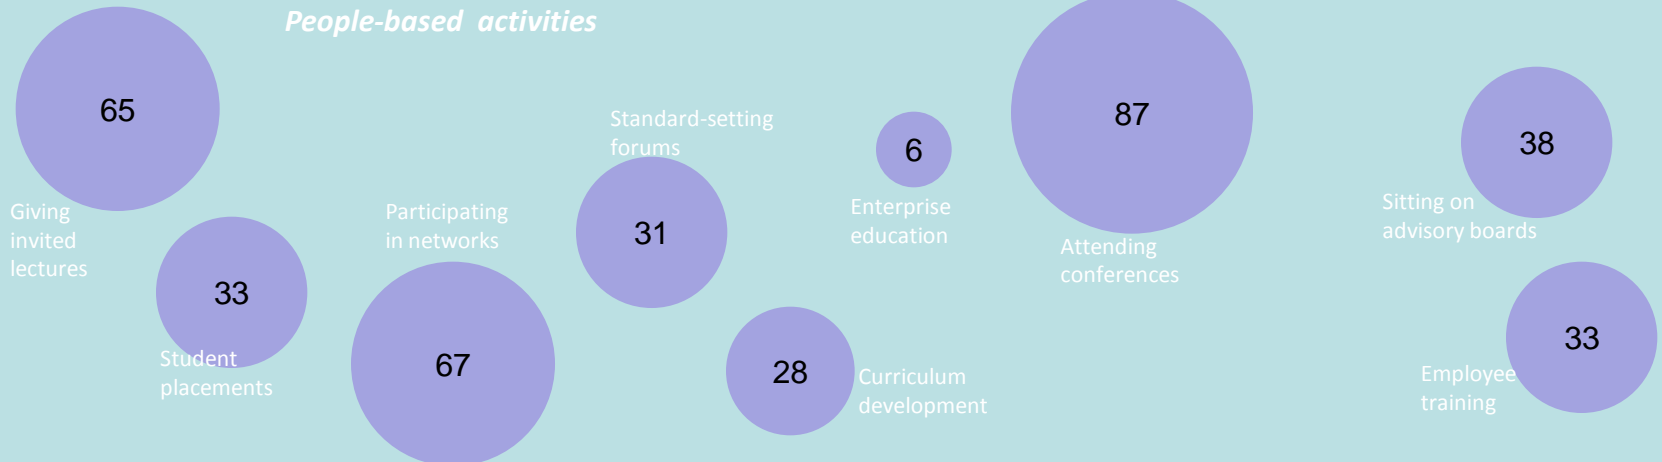 People-based activities
65
Giving
invited
lectures
33
Student
placements
Participating
in networks
67
Standard-setting
forums
31
28
Curriculum
development
6
Enterprise
education
87
Attending
conferences
38
Sitting on
advisory boards
33
Employee
training